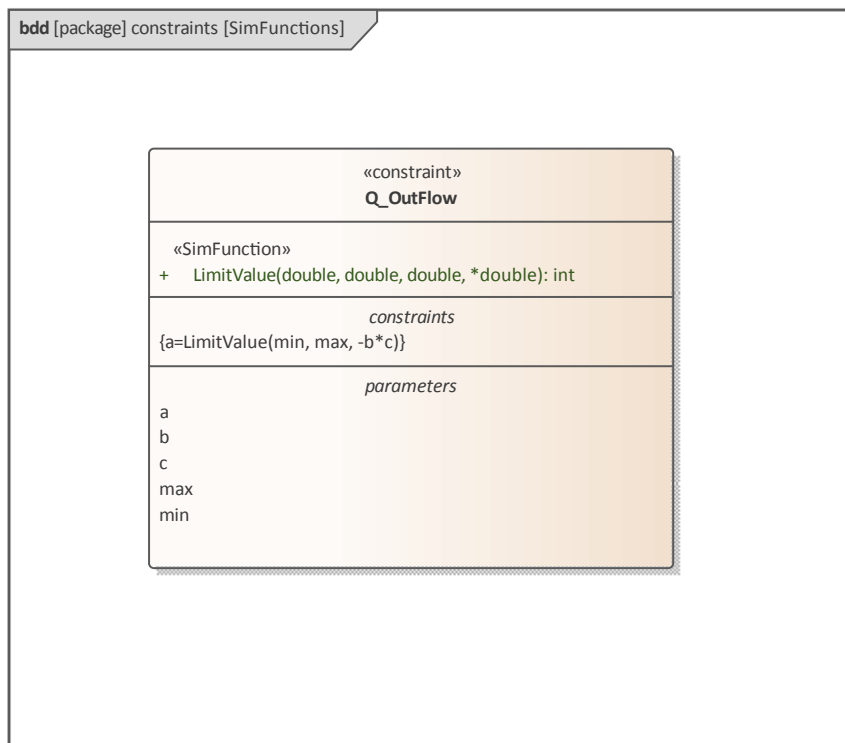 bdd [package] constraints [SimFunctions]
«constraint»
Q_OutFlow
«SimFunction»
+ LimitValue(double, double, double, *double): int
constraints
{a=LimitValue(min, max, -b*c)}
parameters
a
b
c
max
min